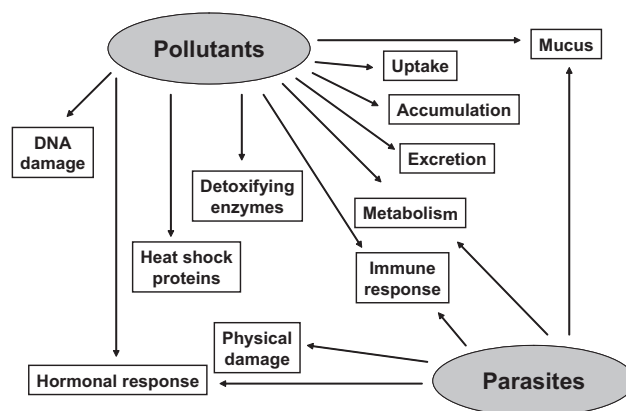 Pollutants
Mucus
Uptake
Accumulation
DNA
damage
Excretion
Detoxifying
enzymes
Metabolism
Heat shock
proteins
Immune
response
Physical
damage
Hormonal response
Parasites